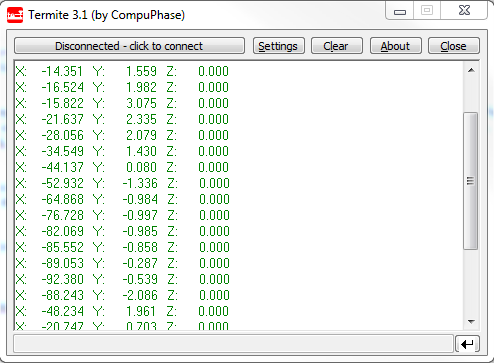 Termite 3.1 (by CompuPhase)
Disconnected - click to connect Settings Clear About Close
X: -14.351 Y: 1.559 Z: 0.000
X: -16.524 Y: 1.982 Z: 0.000
X: -15.822 Y: 3.075 Z: 0.000
X: -21.637 Y: 2.335 Z: 0.000
X: -28.056 Y: 2.079 Z: 0.000
X: -34.549 Y: 1.430 Z: 0.000
X: -44.137 Y: 0.080 Z: 0.000
X: -52.932 Y: -1.336 Z: 0.000
X: -64.868 Y: -0.984 Z: 0.000
X: -76.728 Y: -0.997 Z: 0.000
X: -82.069 Y: -0.985 Z: 0.000
X: -85.552 Y: -0.858 Z: 0.000
X: -89.053 Y: -0.287 Z: 0.000
X: -92.380 Y: -0.539 Z: 0.000
X: -88.243 Y: -2.086 Z: 0.000
X: -48.234 Y: 1.961 Z: 0.000
X: -20.747 Y: 0.703 Z: 0.000